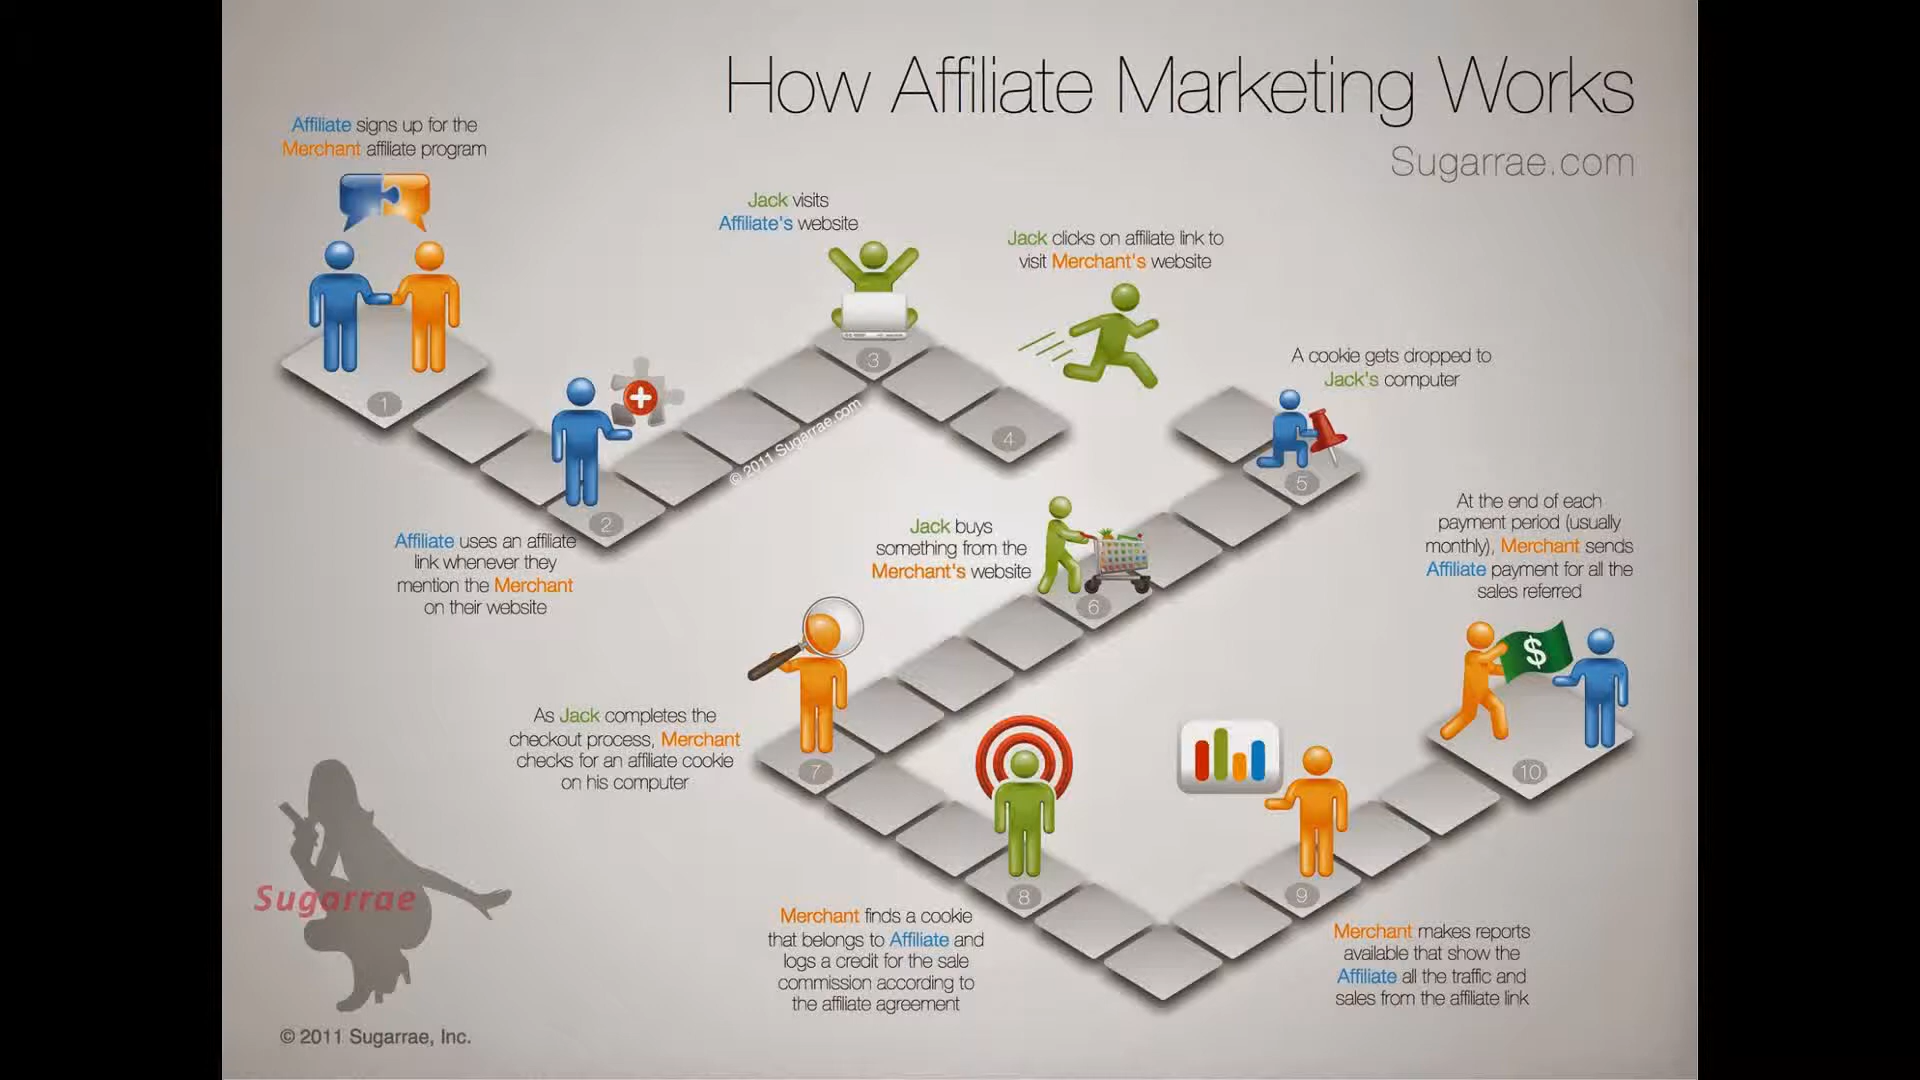 How Affiliate Marketing Works
Sugarrae.com
Affiliate signs up for the
Merchant affiliate program
1
Affiliate uses an affiliate
link whenever they
mention the Merchant
on their website
2
Jack visits
Affiliate's website
3
© 2011 Sugarrae.com
Jack clicks on affiliate link to
visit Merchant's website
4
A cookie gets dropped to
Jack's computer
5
Jack buys
something from the
Merchant's website
6
As Jack completes the
checkout process, Merchant
checks for an affiliate cookie
on his computer
7
Merchant finds a cookie
that belongs to Affiliate and
logs a credit for the sale
commission according to
the affiliate agreement
8
Merchant makes reports
available that show the
Affiliate all the traffic and
sales from the affiliate link
9
At the end of each
payment period (usually
monthly), Merchant sends
Affiliate payment for all the
sales referred
$
10
Sugarrae
© 2011 Sugarrae, Inc.